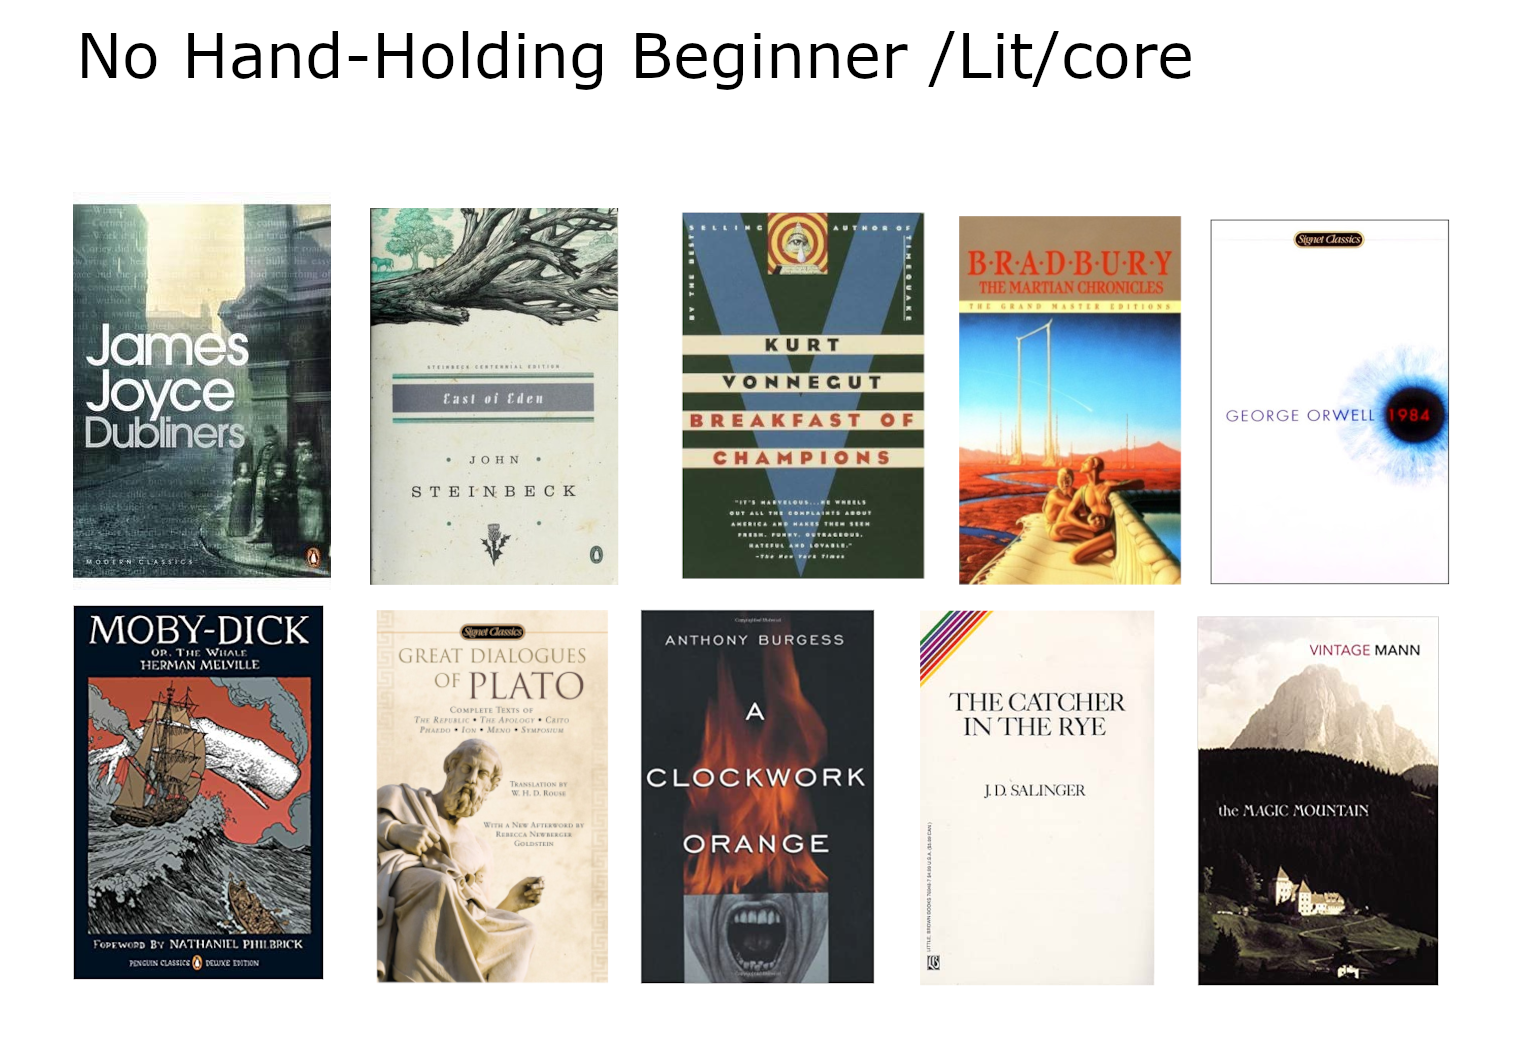 No Hand-Holding Beginner /Lit/core
James
Joyce
Dubliners
MODERN CLASSICS
STEINBECK CENTENNIAL EDITION
East of Eden
JOHN
STEINBECK
BY THE BEST
SELLING
AUTHOR OF
TIMEQUAKE
KURT
VONNEGUT
BREAKFAST OF
CHAMPIONS
"IT'S MARVELOUS...HE WHEELS
OUT ALL THE COMPLAINTS ABOUT
AMERICA AND MAKES THEM SEEM
FRESH, FUNNY, OUTRAGEOUS,
HATEFUL AND LOVABLE."
-The New York Times
B·R·A·D·B·U·R·Y
THE MARTIAN CHRONICLES
THE GRAND MASTER EDITIONS
Signet Classics
GEORGE ORWELL 1984
MOBY-DICK
OR, THE WHALE
HERMAN MELVILLE
FOREWORD BY NATHANIEL PHILBRICK
PENGUIN CLASSICS DELUXE EDITION
Signet Classics
GREAT DIALOGUES
OF PLATO
COMPLETE TEXTS OF
THE REPUBLIC • THE APOLOGY • CRITO
PHAEDO • ION • MENO • SYMPOSIUM
TRANSLATION BY
W. H. D. ROUSE
WITH A NEW AFTERWORD BY
REBECCA NEWBERGER
GOLDSTEIN
Copyrighted Material
ANTHONY BURGESS
A
CLOCKWORK
ORANGE
Copyrighted Material
THE CATCHER
IN THE RYE
J.D. SALINGER
VINTAGE MANN
the MAGIC MOUNTAIN